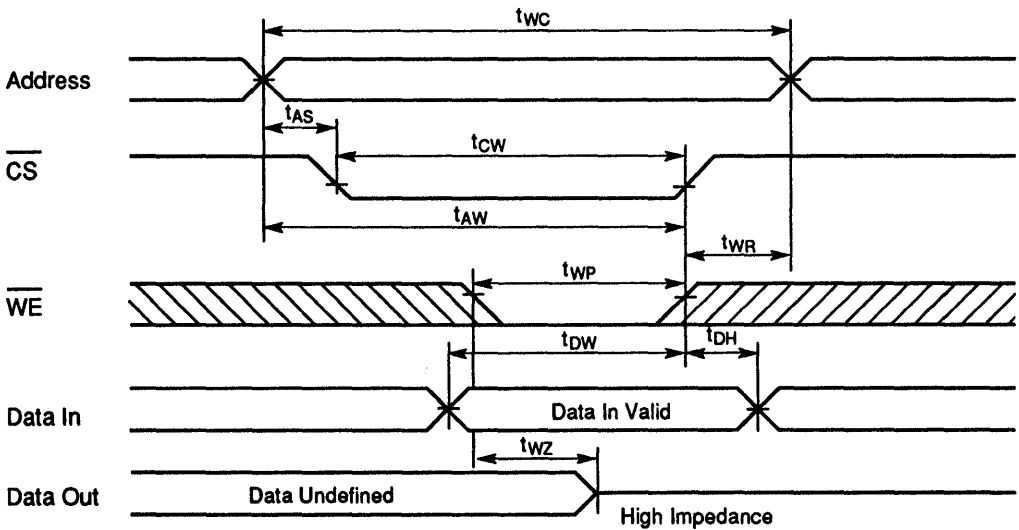 tWC
Address
tAS
tCW
CS
tAW
tWR
tWP
WE
tDW
tDH
Data In
Data In Valid
tWZ
Data Out
Data Undefined
High Impedance